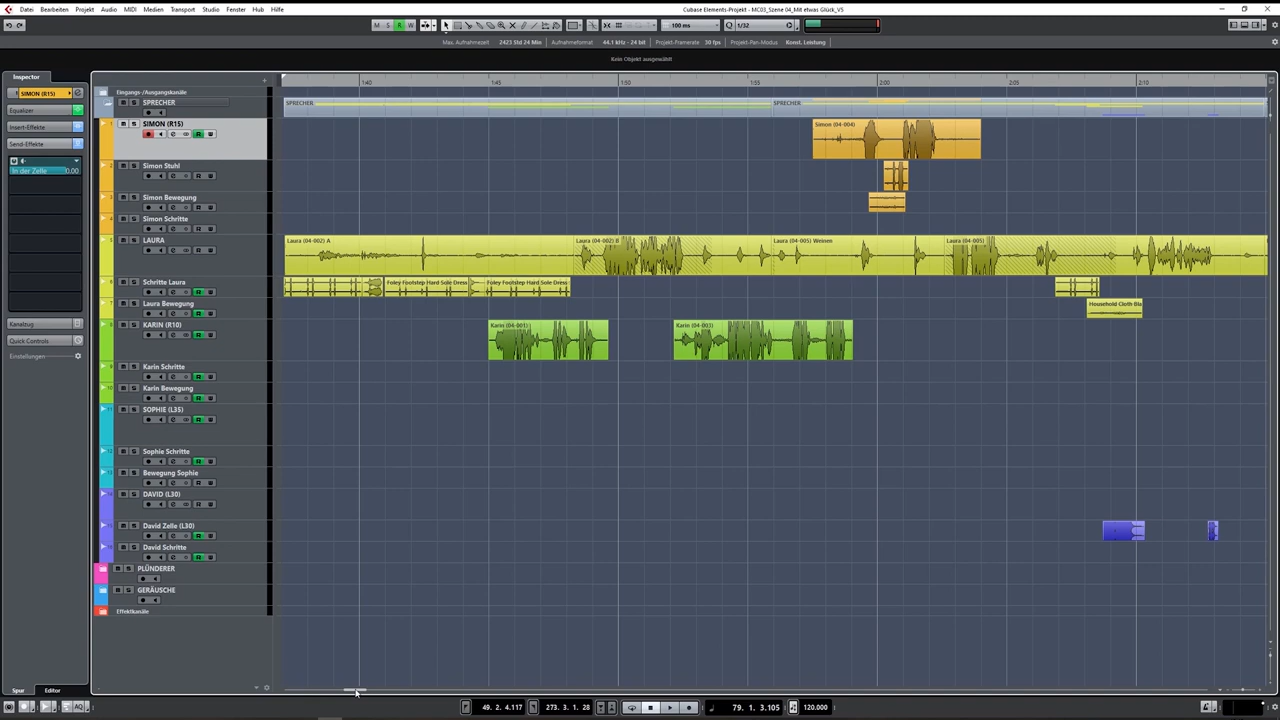 Datei Bearbeiten Projekt Audio MIDI Medien Transport Studio Fenster Hub Hilfe
Cubase Elements-Projekt - MC03_Szene 04_Mit etwas Glück_V5
M S R W 100 ms Q 1/32
Max. Aufnahmezeit 2423 Std 24 Min Aufnahmeformat 44.1 kHz - 24 bit Projekt-Framerate 30 fps Projekt-Pan-Modus Konst. Leistung
Kein Objekt ausgewählt
Inspector
1:40 1:45 1:50 1:55 2:00 2:05 2:10
SIMON (R15)
Equalizer
Insert-Effekte
Send-Effekte
In der Zelle 0.00
Kanalzug
Quick Controls
Einstellungen
Eingangs-/Ausgangskanäle
SPRECHER
SPRECHER SPRECHER
SIMON (R15)
Simon (04-004)
Simon Stuhl
Simon Bewegung
Simon Schritte
LAURA
Laura (04-002) A Laura (04-002) B Laura (04-005) Weinen Laura (04-005)
Schritte Laura
Foley Footstep Hard Sole Dress Foley Footstep Hard Sole Dress
Laura Bewegung
Household Cloth Bla
KARIN (R10)
Karin (04-001) Karin (04-003)
Karin Schritte
Karin Bewegung
SOPHIE (L35)
Sophie Schritte
Bewegung Sophie
DAVID (L30)
David Zelle (L30)
David Schritte
PLÜNDERER
GERÄUSCHE
Effektkanäle
Spur Editor
AQ 49. 2. 4.117 273. 3. 1. 28 79. 1. 3.105 120.000